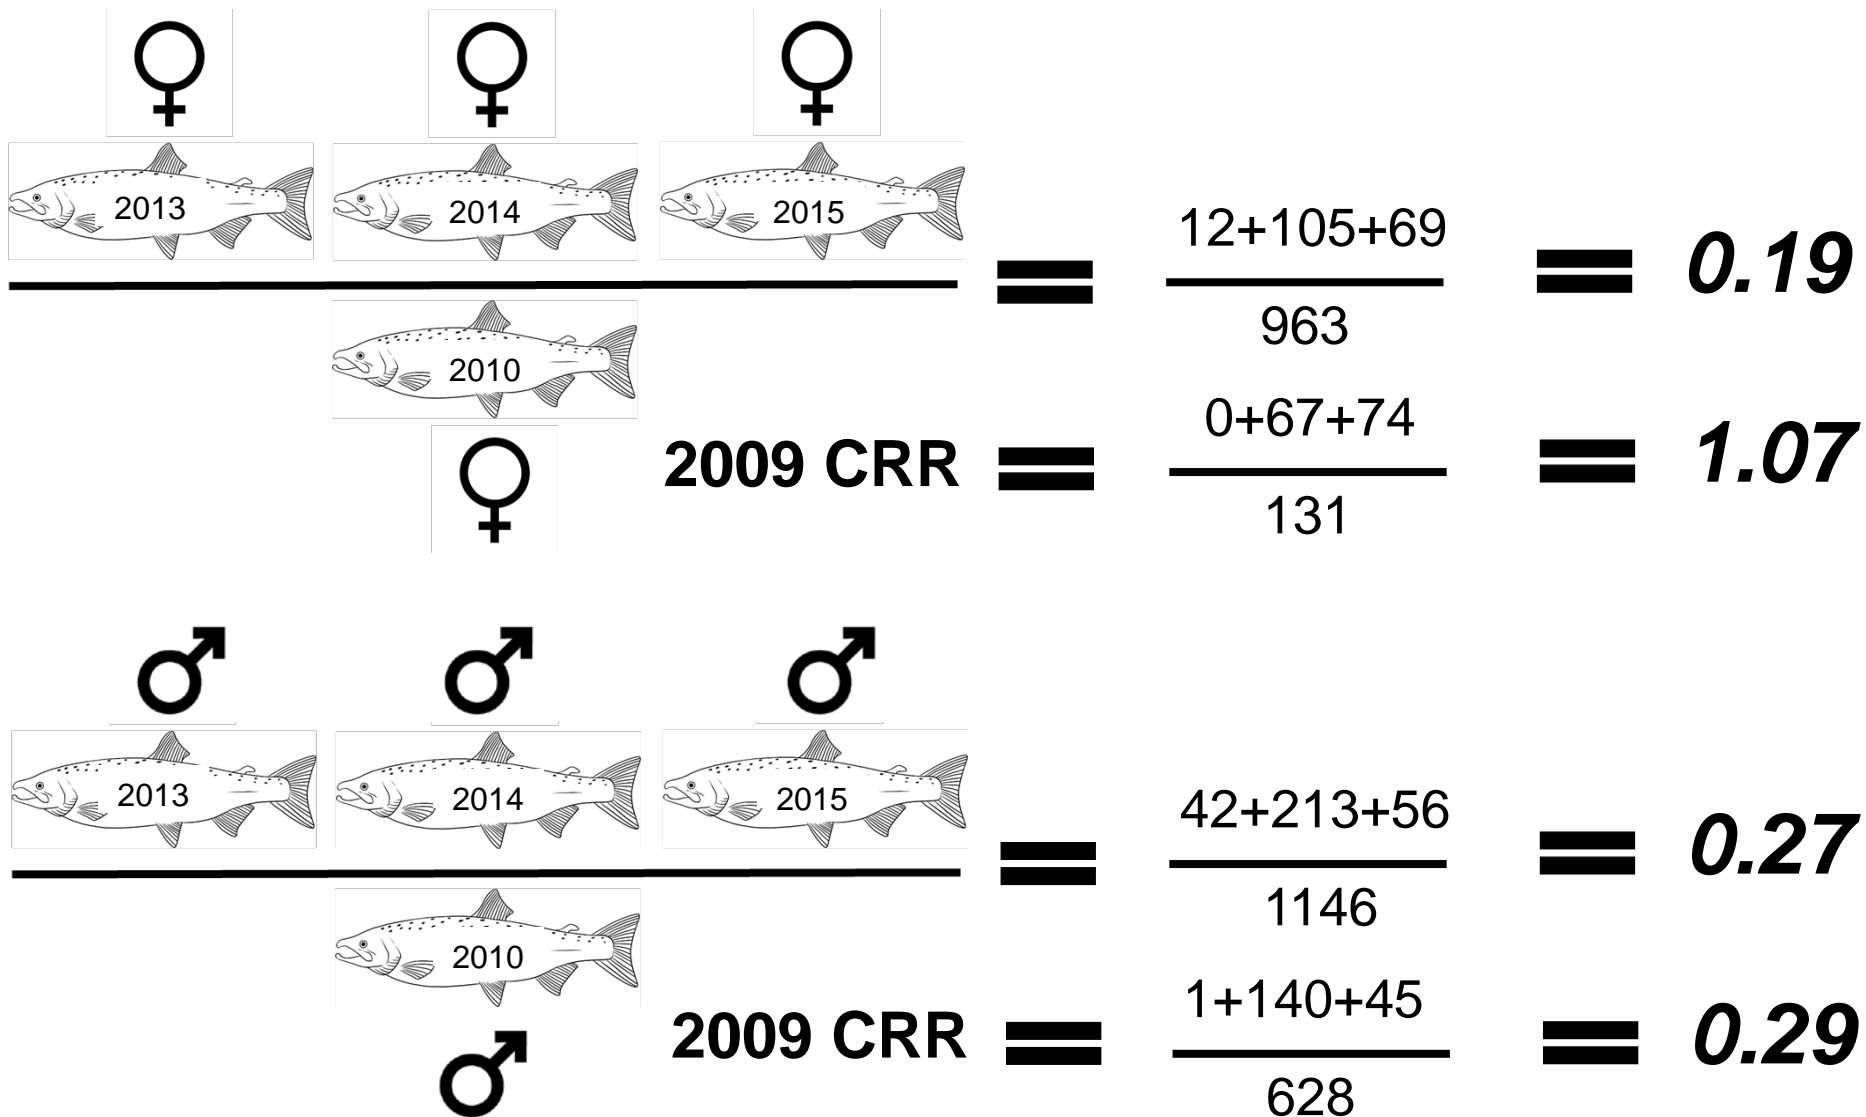 ♀ ♀ ♀
2013 2014 2015
12+105+69
= = 0.19
963
2010
♀
0+67+74
2009 CRR = = 1.07
131
♂ ♂ ♂
2013 2014 2015
42+213+56
= = 0.27
1146
2010
♂
1+140+45
2009 CRR = = 0.29
628